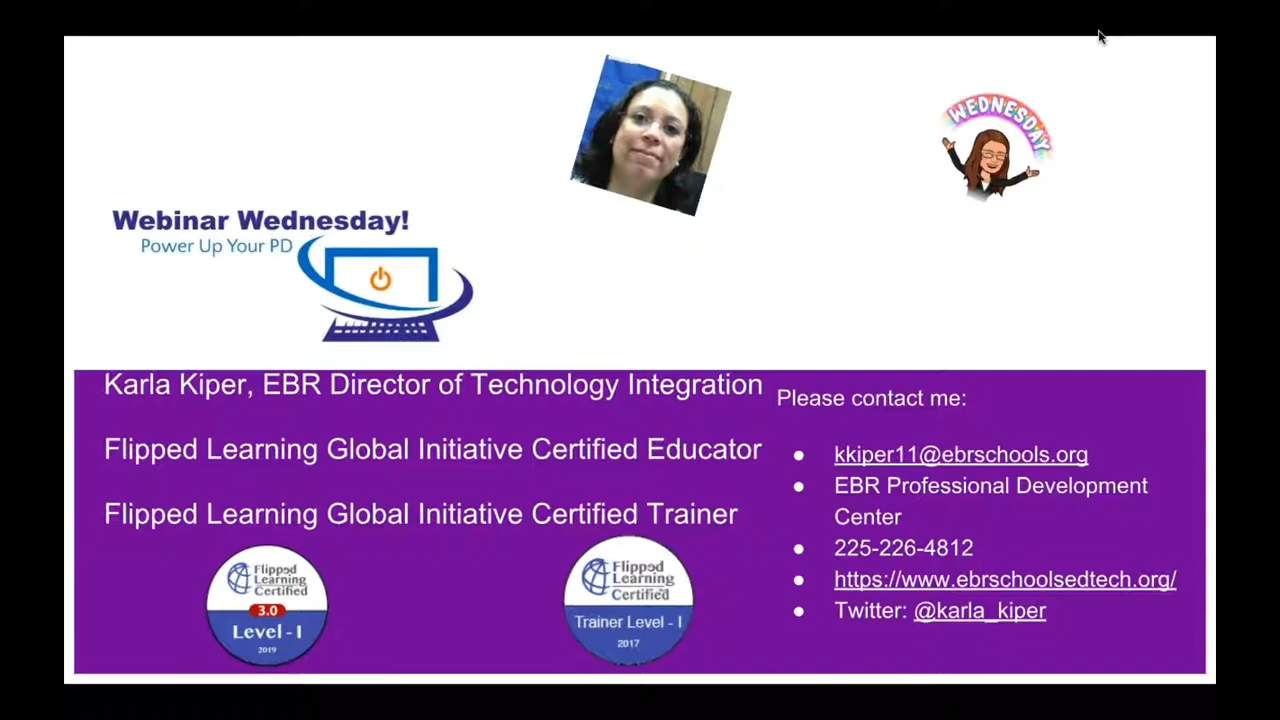 WEDNESDAY
Webinar Wednesday!
Power Up Your PD
Karla Kiper, EBR Director of Technology Integration
Flipped Learning Global Initiative Certified Educator
Flipped Learning Global Initiative Certified Trainer
Flipped
Learning
Certified
3.0
Level - I
2019
Flipped
Learning
Certified
Trainer Level - I
2017
Please contact me:
● kkiper11@ebrschools.org
● EBR Professional Development
Center
● 225-226-4812
● https://www.ebrschoolsedtech.org/
● Twitter: @karla_kiper